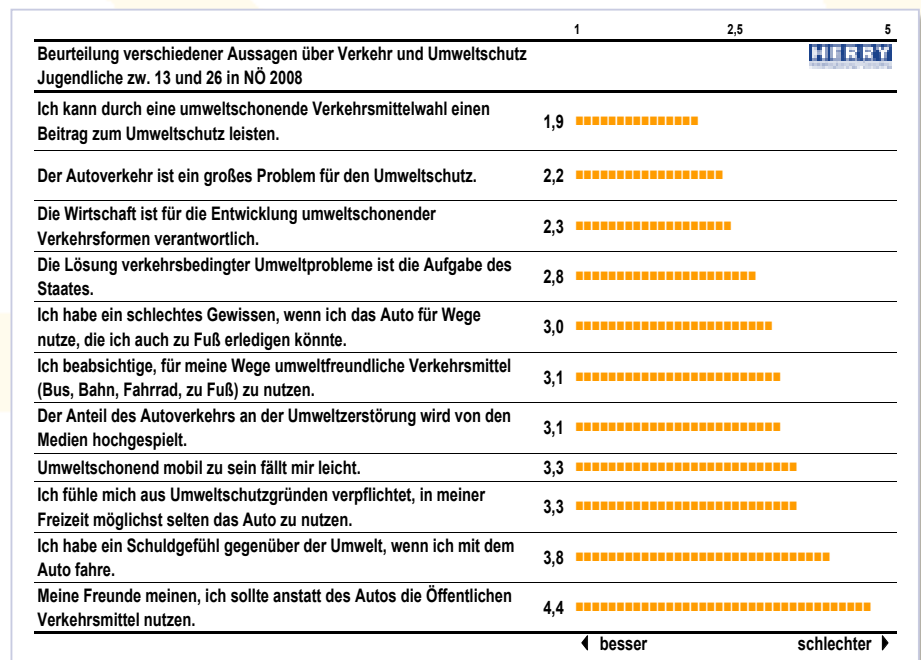 1 2,5 5
Beurteilung verschiedener Aussagen über Verkehr und Umweltschutz
Jugendliche zw. 13 und 26 in NÖ 2008
HERRY
Ich kann durch eine umweltschonende Verkehrsmittelwahl einen
Beitrag zum Umweltschutz leisten.
1,9
Der Autoverkehr ist ein großes Problem für den Umweltschutz.
2,2
Die Wirtschaft ist für die Entwicklung umweltschonender
Verkehrsformen verantwortlich.
2,3
Die Lösung verkehrsbedingter Umweltprobleme ist die Aufgabe des
Staates.
2,8
Ich habe ein schlechtes Gewissen, wenn ich das Auto für Wege
nutze, die ich auch zu Fuß erledigen könnte.
3,0
Ich beabsichtige, für meine Wege umweltfreundliche Verkehrsmittel
(Bus, Bahn, Fahrrad, zu Fuß) zu nutzen.
3,1
Der Anteil des Autoverkehrs an der Umweltzerstörung wird von den
Medien hochgespielt.
3,1
Umweltschonend mobil zu sein fällt mir leicht.
3,3
Ich fühle mich aus Umweltschutzgründen verpflichtet, in meiner
Freizeit möglichst selten das Auto zu nutzen.
3,3
Ich habe ein Schuldgefühl gegenüber der Umwelt, wenn ich mit dem
Auto fahre.
3,8
Meine Freunde meinen, ich sollte anstatt des Autos die Öffentlichen
Verkehrsmittel nutzen.
4,4
besser schlechter